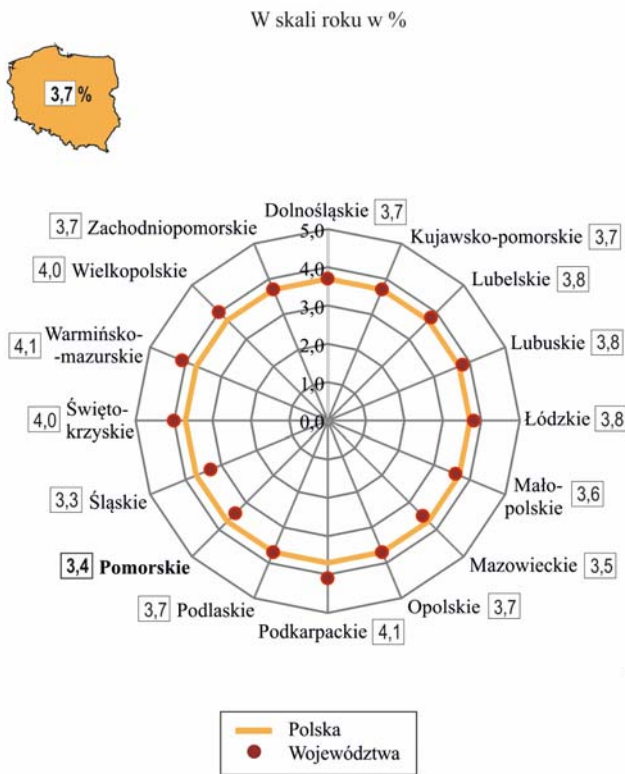 W skali roku w %
3,7 %
Dolnośląskie 3,7
3,7 Zachodniopomorskie
Kujawsko-pomorskie 3,7
4,0 Wielkopolskie
Lubelskie 3,8
4,1 Warmińsko-
-mazurskie
Lubuskie 3,8
4,0 Święto-
krzyskie
Łódzkie 3,8
3,3 Śląskie
Mało-
polskie 3,6
3,4 Pomorskie
Mazowieckie 3,5
3,7 Podlaskie
Opolskie 3,7
Podkarpackie 4,1
5,0
4,0
3,0
2,0
1,0
0,0
Polska
Województwa